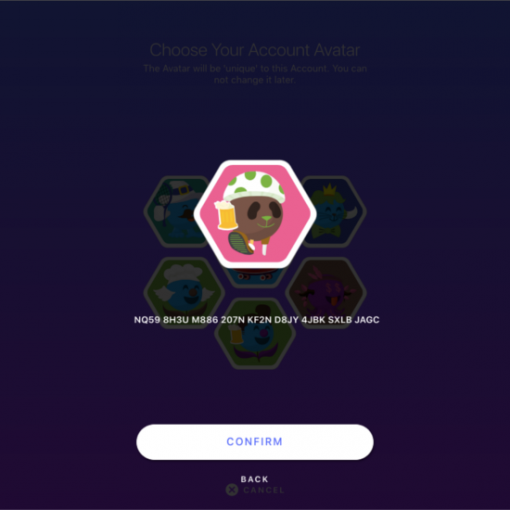 Choose Your Account Avatar
The Avatar will be 'unique' to this Account. You can
not change it later.
NQ59 8H3U M886 207N KF2N D8JY 4JBK SXLB JAGC
CONFIRM
BACK
CANCEL